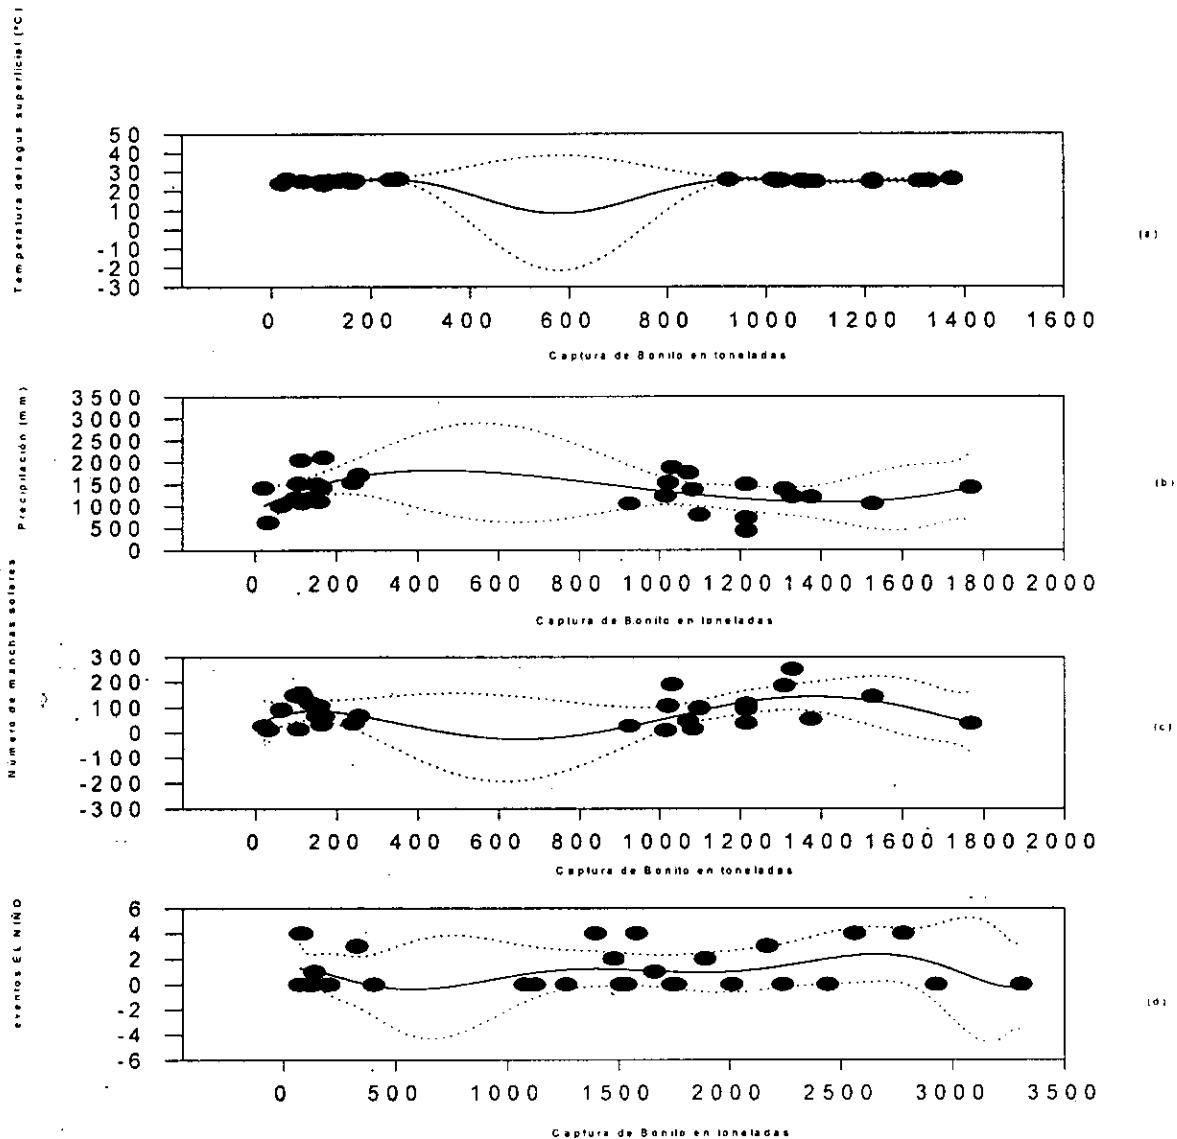 Temperatura del agua superficial (°C)
50
40
30
20
10
0
-10
-20
-30
0 200 400 600 800 1000 1200 1400 1600
Captura de Bonito en toneladas
(a)
Precipitación (mm)
3500
3000
2500
2000
1500
1000
500
0
0 200 400 600 800 1000 1200 1400 1600 1800 2000
Captura de Bonito en toneladas
(b)
Número de manchas solares
300
200
100
0
-100
-200
-300
0 200 400 600 800 1000 1200 1400 1600 1800 2000
Captura de Bonito en toneladas
(c)
eventos EL NIÑO
6
4
2
0
-2
-4
-6
0 500 1000 1500 2000 2500 3000 3500
Captura de Bonito en toneladas
(d)